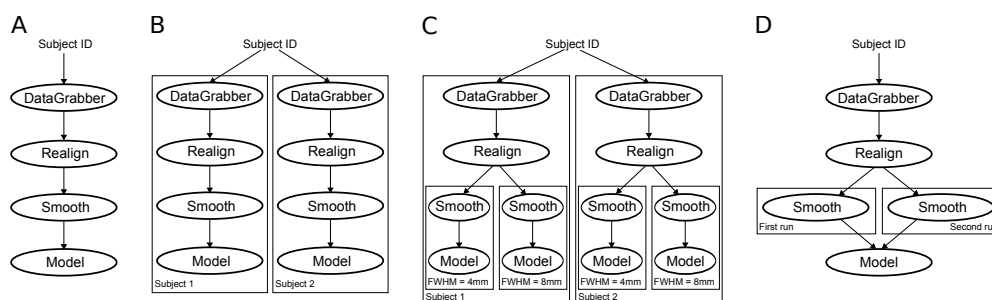 A
Subject ID
DataGrabber
Realign
Smooth
Model
B
Subject ID
DataGrabber DataGrabber
Realign Realign
Smooth Smooth
Model Model
Subject 1 Subject 2
C
Subject ID
DataGrabber DataGrabber
Realign Realign
Smooth Smooth Smooth Smooth
Model Model Model Model
FWHM = 4mm FWHM = 8mm FWHM = 4mm FWHM = 8mm
Subject 1 Subject 2
D
Subject ID
DataGrabber
Realign
Smooth Smooth
First run Second ru
Model